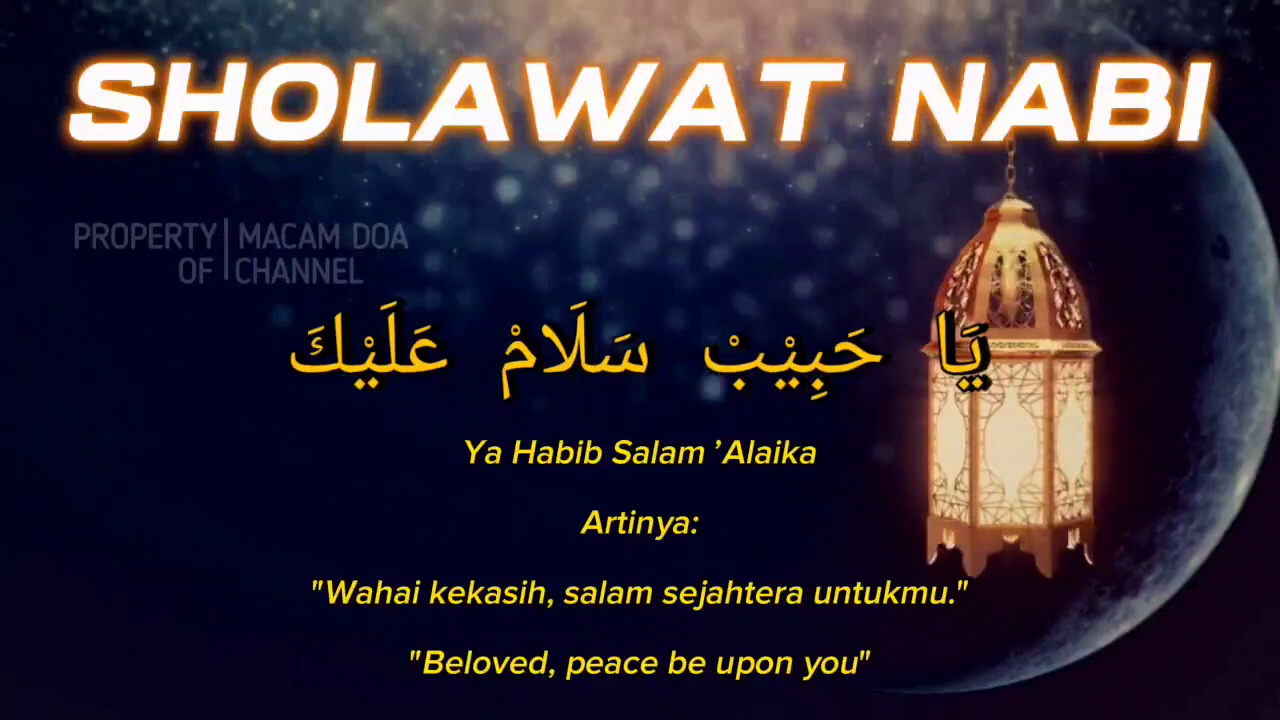 SHOLAWAT NABI
PROPERTY | MACAM DOA
OF | CHANNEL
يَا حَبِيْبْ سَلَامْ عَلَيْكَ
Ya Habib Salam ’Alaika
Artinya:
"Wahai kekasih, salam sejahtera untukmu."
"Beloved, peace be upon you"